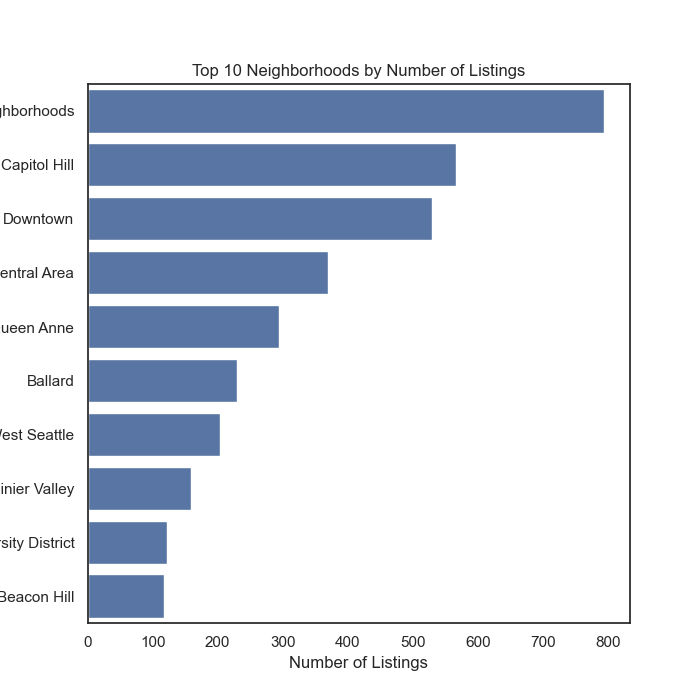 Top 10 Neighborhoods by Number of Listings
ghborhoods
Capitol Hill
Downtown
entral Area
ueen Anne
Ballard
West Seattle
inier Valley
rsity District
Beacon Hill
0 100 200 300 400 500 600 700 800
Number of Listings